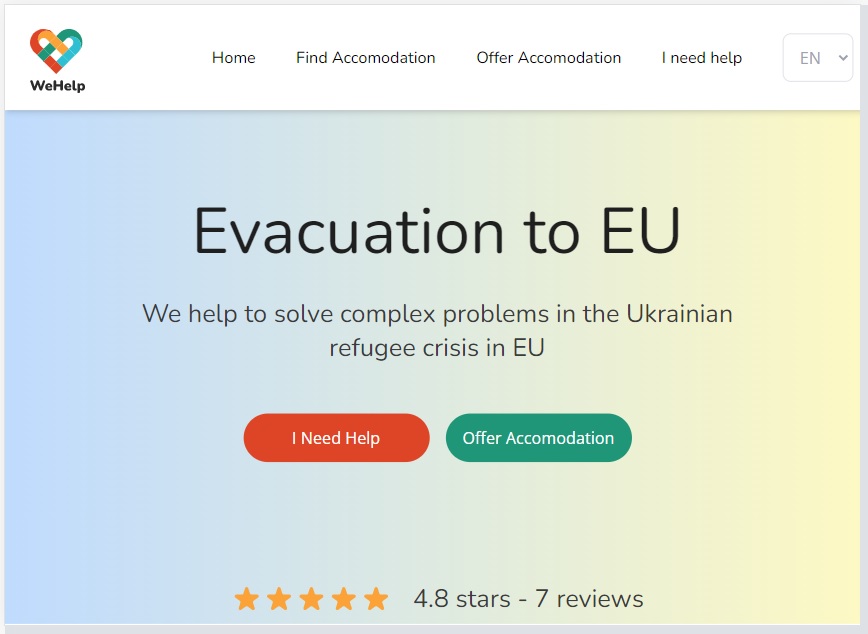 WeHelp
Home
Find Accomodation
Offer Accomodation
I need help
EN
Evacuation to EU
We help to solve complex problems in the Ukrainian
refugee crisis in EU
I Need Help
Offer Accomodation
4.8 stars - 7 reviews